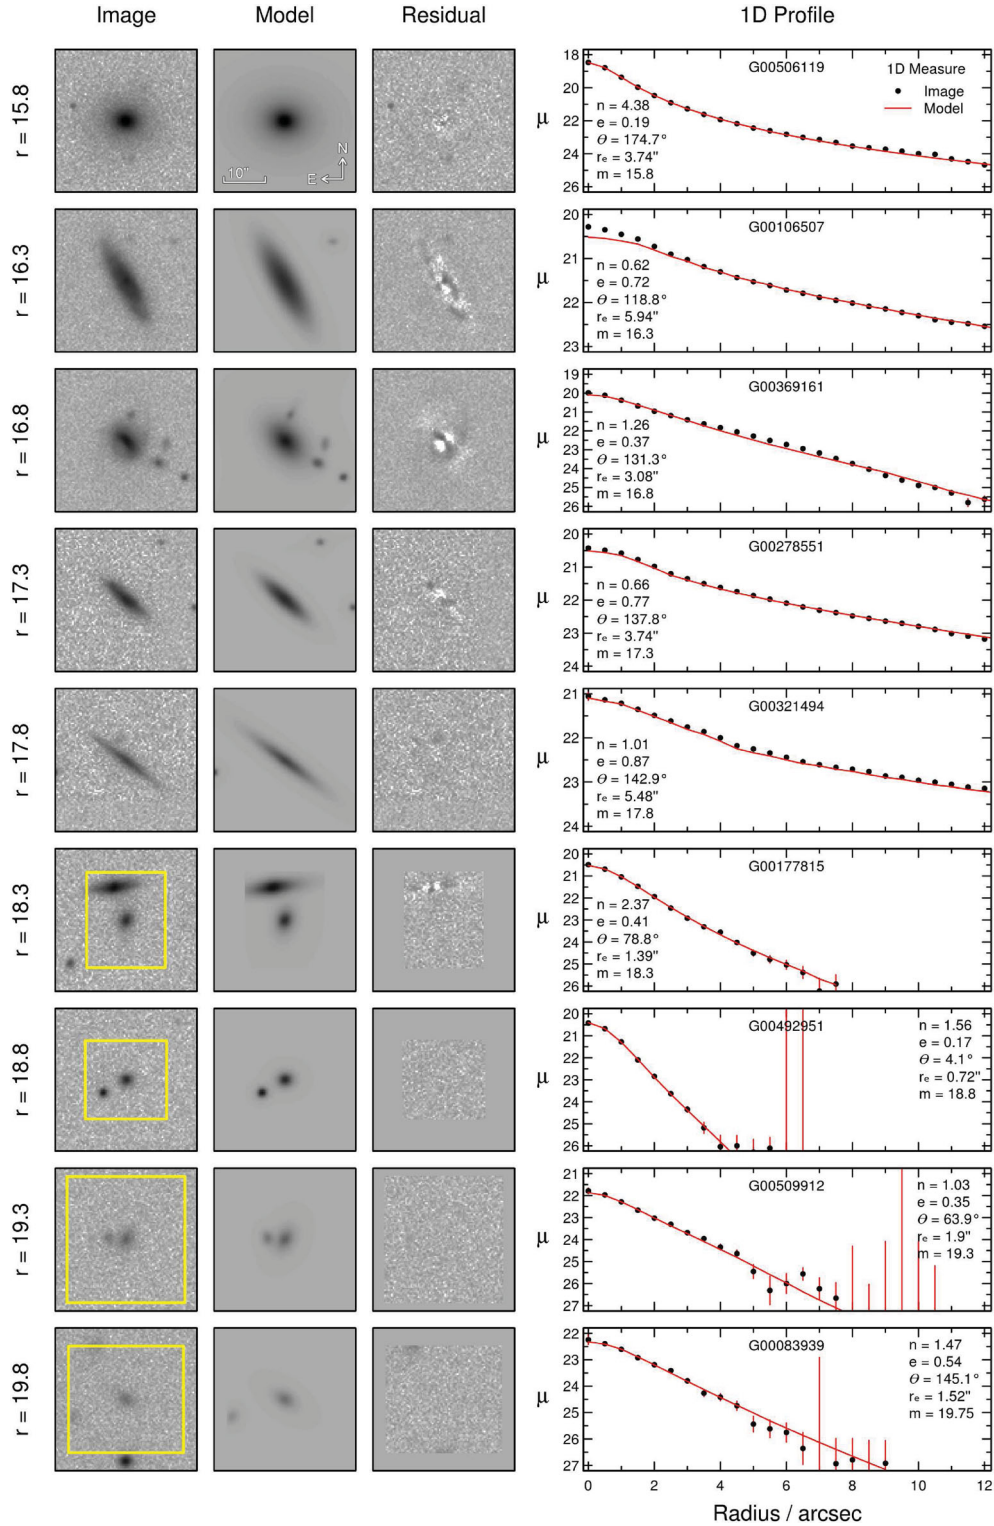 Image Model Residual 1D Profile
r = 15.8
10"
N
E
18
20
22
24
26
μ
G00506119
1D Measure
Image
Model
n = 4.38
e = 0.19
θ = 174.7°
re = 3.74"
m = 15.8
r = 16.3
20
21
22
23
μ
G00106507
n = 0.62
e = 0.72
θ = 118.8°
re = 5.94"
m = 16.3
r = 16.8
19
20
21
22
23
24
25
26
μ
G00369161
n = 1.26
e = 0.37
θ = 131.3°
re = 3.08"
m = 16.8
r = 17.3
20
21
22
23
24
μ
G00278551
n = 0.66
e = 0.77
θ = 137.8°
re = 3.74"
m = 17.3
r = 17.8
21
22
23
24
μ
G00321494
n = 1.01
e = 0.87
θ = 142.9°
re = 5.48"
m = 17.8
r = 18.3
20
21
22
23
24
25
26
μ
G00177815
n = 2.37
e = 0.41
θ = 78.8°
re = 1.39"
m = 18.3
r = 18.8
20
21
22
23
24
25
26
μ
G00492951
n = 1.56
e = 0.17
θ = 4.1°
re = 0.72"
m = 18.8
r = 19.3
21
22
23
24
25
26
27
μ
G00509912
n = 1.03
e = 0.35
θ = 63.9°
re = 1.9"
m = 19.3
r = 19.8
22
23
24
25
26
27
μ
G00083939
n = 1.47
e = 0.54
θ = 145.1°
re = 1.52"
m = 19.75
0 2 4 6 8 10 12
Radius / arcsec